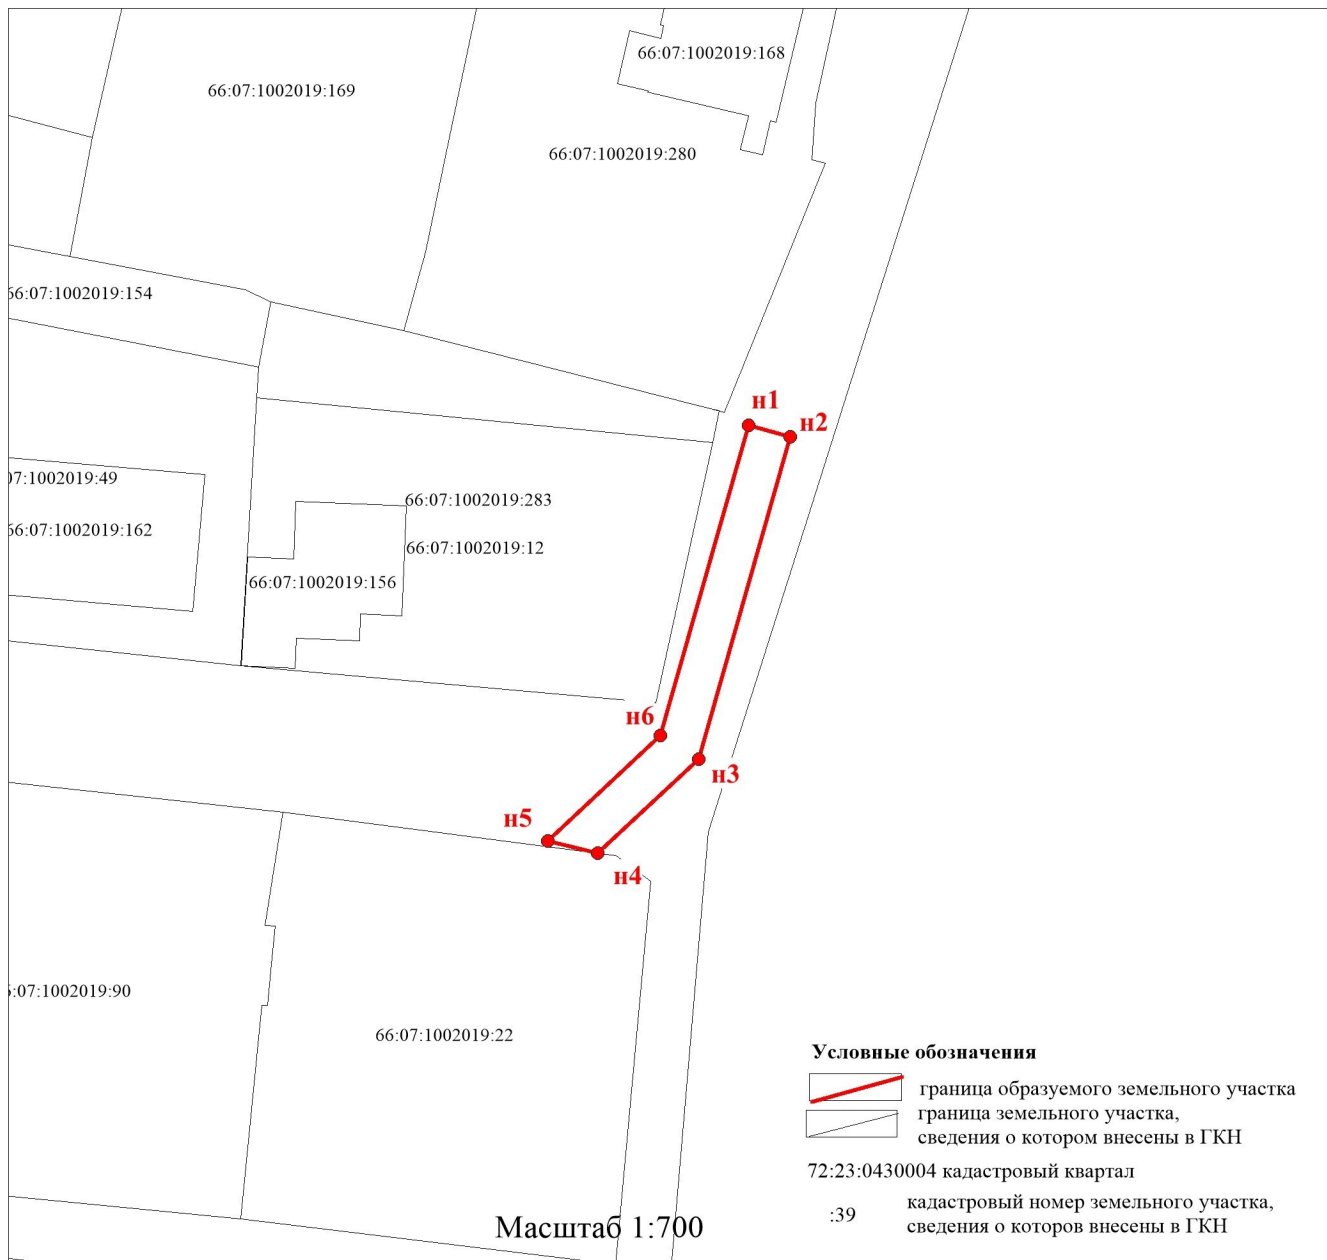 66:07:1002019:168
66:07:1002019:169
66:07:1002019:280
66:07:1002019:154
н1
н2
07:1002019:49
66:07:1002019:283
66:07:1002019:162
66:07:1002019:12
66:07:1002019:156
н6
н3
н5
н4
:07:1002019:90
66:07:1002019:22
Условные обозначения
граница образуемого земельного участка
граница земельного участка,
сведения о котором внесены в ГКН
72:23:0430004 кадастровый квартал
:39
кадастровый номер земельного участка,
сведения о которов внесены в ГКН
Масштаб 1:700